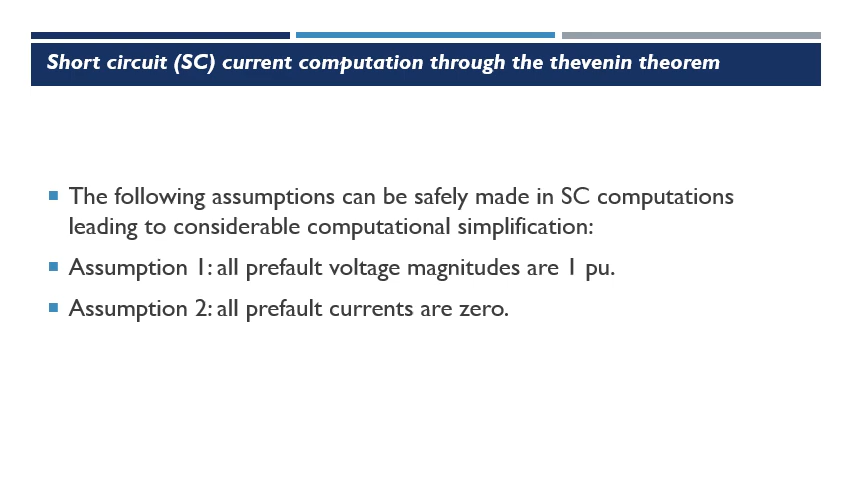 Short circuit (SC) current computation through the thevenin theorem
The following assumptions can be safely made in SC computations
leading to considerable computational simplification:
Assumption 1: all prefault voltage magnitudes are 1 pu.
Assumption 2: all prefault currents are zero.